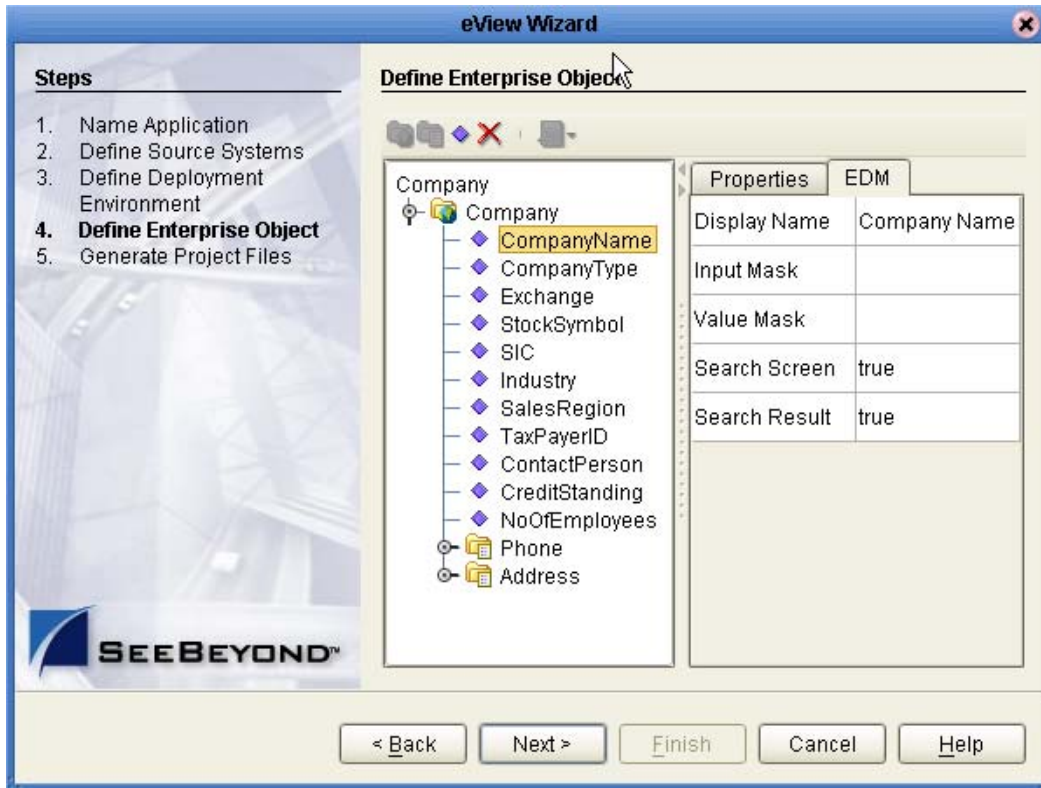 eView Wizard
Steps
1. Name Application
2. Define Source Systems
3. Define Deployment
Environment
4. Define Enterprise Object
5. Generate Project Files
SEEBEYOND™
Define Enterprise Object
Company
Company
CompanyName
CompanyType
Exchange
StockSymbol
SIC
Industry
SalesRegion
TaxPayerID
ContactPerson
CreditStanding
NoOfEmployees
Phone
Address
Properties EDM
Display Name Company Name
Input Mask
Value Mask
Search Screen true
Search Result true
< Back Next > Finish Cancel Help